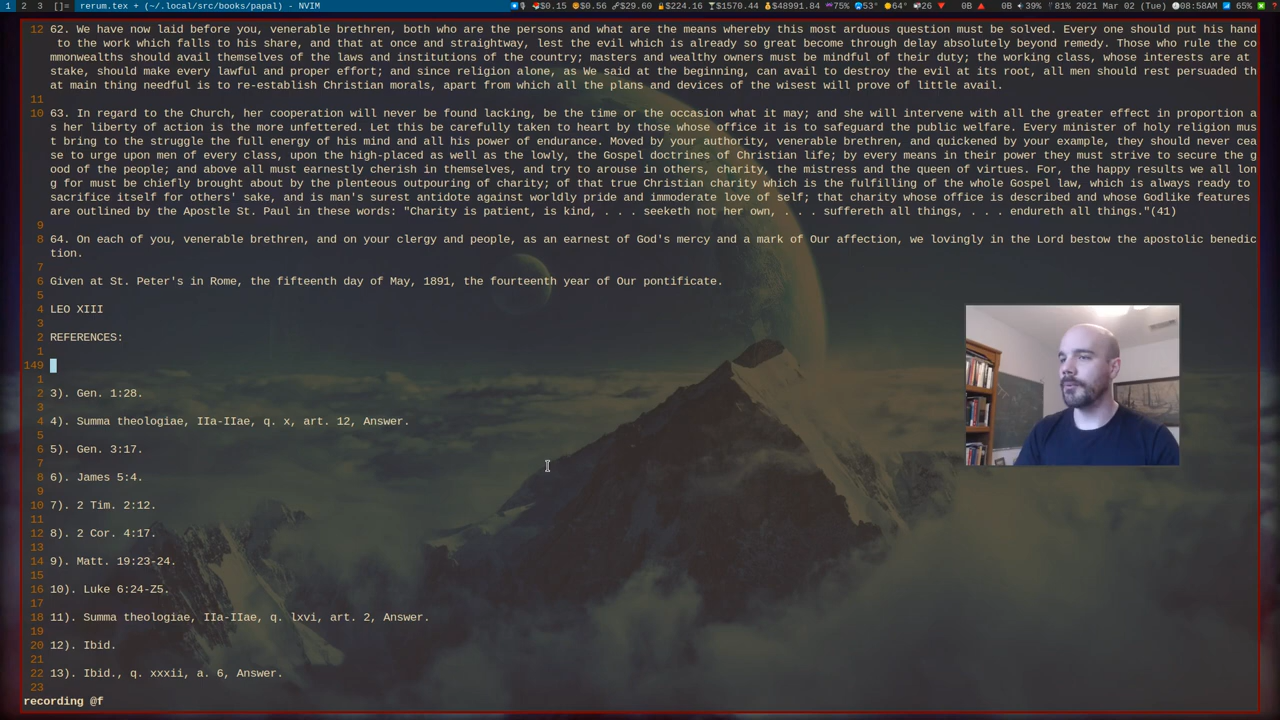 1 2 3 []= rerum.tex + (~/.local/src/books/papal) - NVIM $0.15 $0.56 $29.60 $224.16 $1570.44 $48991.84 75% 53° 64° 26 0B 0B 39% 81% 2021 Mar 02 (Tue) 08:58AM 65%
12 62. We have now laid before you, venerable brethren, both who are the persons and what are the means whereby this most arduous question must be solved. Every one should put his hand
to the work which falls to his share, and that at once and straightway, lest the evil which is already so great become through delay absolutely beyond remedy. Those who rule the co
mmonwealths should avail themselves of the laws and institutions of the country; masters and wealthy owners must be mindful of their duty; the working class, whose interests are at
stake, should make every lawful and proper effort; and since religion alone, as We said at the beginning, can avail to destroy the evil at its root, all men should rest persuaded th
at main thing needful is to re-establish Christian morals, apart from which all the plans and devices of the wisest will prove of little avail.
11
10 63. In regard to the Church, her cooperation will never be found lacking, be the time or the occasion what it may; and she will intervene with all the greater effect in proportion a
s her liberty of action is the more unfettered. Let this be carefully taken to heart by those whose office it is to safeguard the public welfare. Every minister of holy religion mus
t bring to the struggle the full energy of his mind and all his power of endurance. Moved by your authority, venerable brethren, and quickened by your example, they should never cea
se to urge upon men of every class, upon the high-placed as well as the lowly, the Gospel doctrines of Christian life; by every means in their power they must strive to secure the g
ood of the people; and above all must earnestly cherish in themselves, and try to arouse in others, charity, the mistress and the queen of virtues. For, the happy results we all lon
g for must be chiefly brought about by the plenteous outpouring of charity; of that true Christian charity which is the fulfilling of the whole Gospel law, which is always ready to
sacrifice itself for others' sake, and is man's surest antidote against worldly pride and immoderate love of self; that charity whose office is described and whose Godlike features
are outlined by the Apostle St. Paul in these words: "Charity is patient, is kind, . . . seeketh not her own, . . . suffereth all things, . . . endureth all things."(41)
9
8 64. On each of you, venerable brethren, and on your clergy and people, as an earnest of God's mercy and a mark of Our affection, we lovingly in the Lord bestow the apostolic benedic
tion.
7
6 Given at St. Peter's in Rome, the fifteenth day of May, 1891, the fourteenth year of Our pontificate.
5
4 LEO XIII
3
2 REFERENCES:
1
149
1
2 3). Gen. 1:28.
3
4 4). Summa theologiae, IIa-IIae, q. x, art. 12, Answer.
5
6 5). Gen. 3:17.
7
8 6). James 5:4.
9
10 7). 2 Tim. 2:12.
11
12 8). 2 Cor. 4:17.
13
14 9). Matt. 19:23-24.
15
16 10). Luke 6:24-Z5.
17
18 11). Summa theologiae, IIa-IIae, q. lxvi, art. 2, Answer.
19
20 12). Ibid.
21
22 13). Ibid., q. xxxii, a. 6, Answer.
23
recording @f